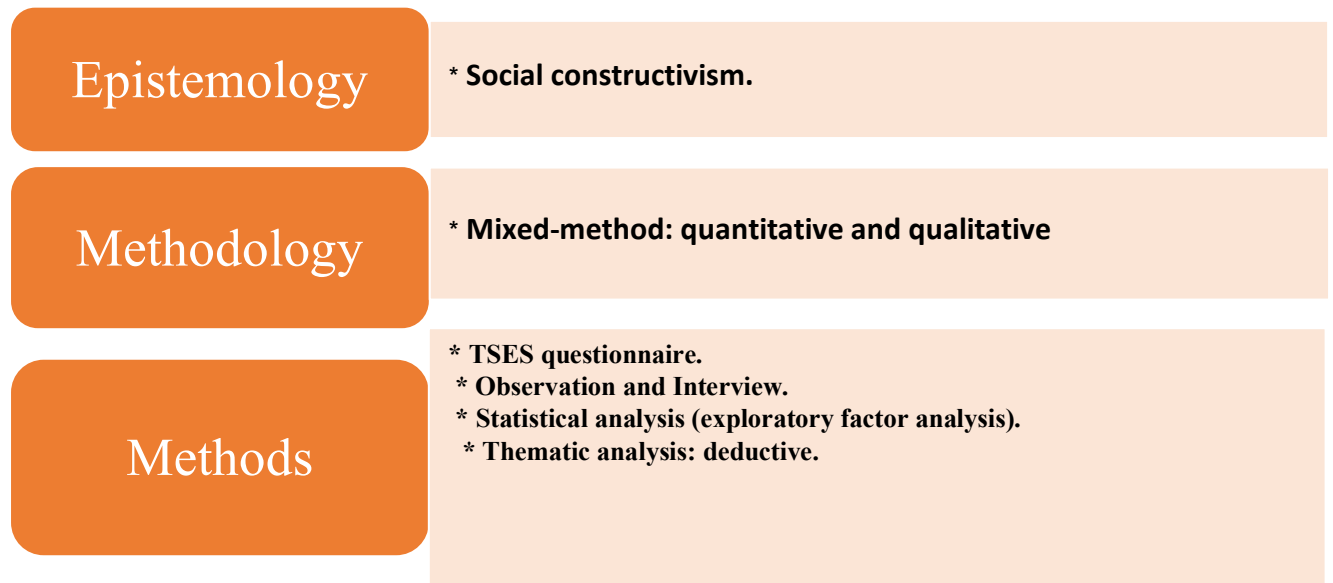 Epistemology
* Social constructivism.
Methodology
* Mixed-method: quantitative and qualitative
Methods
* TSES questionnaire.
* Observation and Interview.
* Statistical analysis (exploratory factor analysis).
* Thematic analysis: deductive.